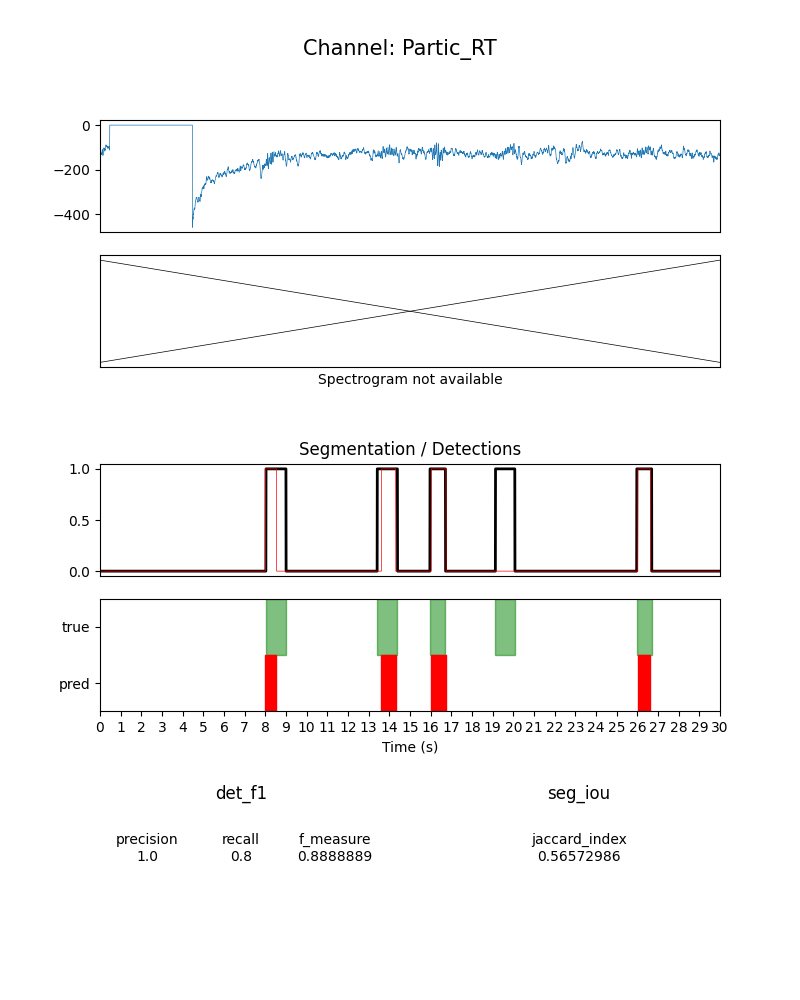 Channel: Partic_RT
0
−200
−400
Spectrogram not available
Segmentation / Detections
1.0
0.5
0.0
true
pred
0 1 2 3 4 5 6 7 8 9 10 11 12 13 14 15 16 17 18 19 20 21 22 23 24 25 26 27 28 29 30
Time (s)
det_f1 seg_iou
precision recall f_measure jaccard_index
1.0 0.8 0.8888889 0.56572986